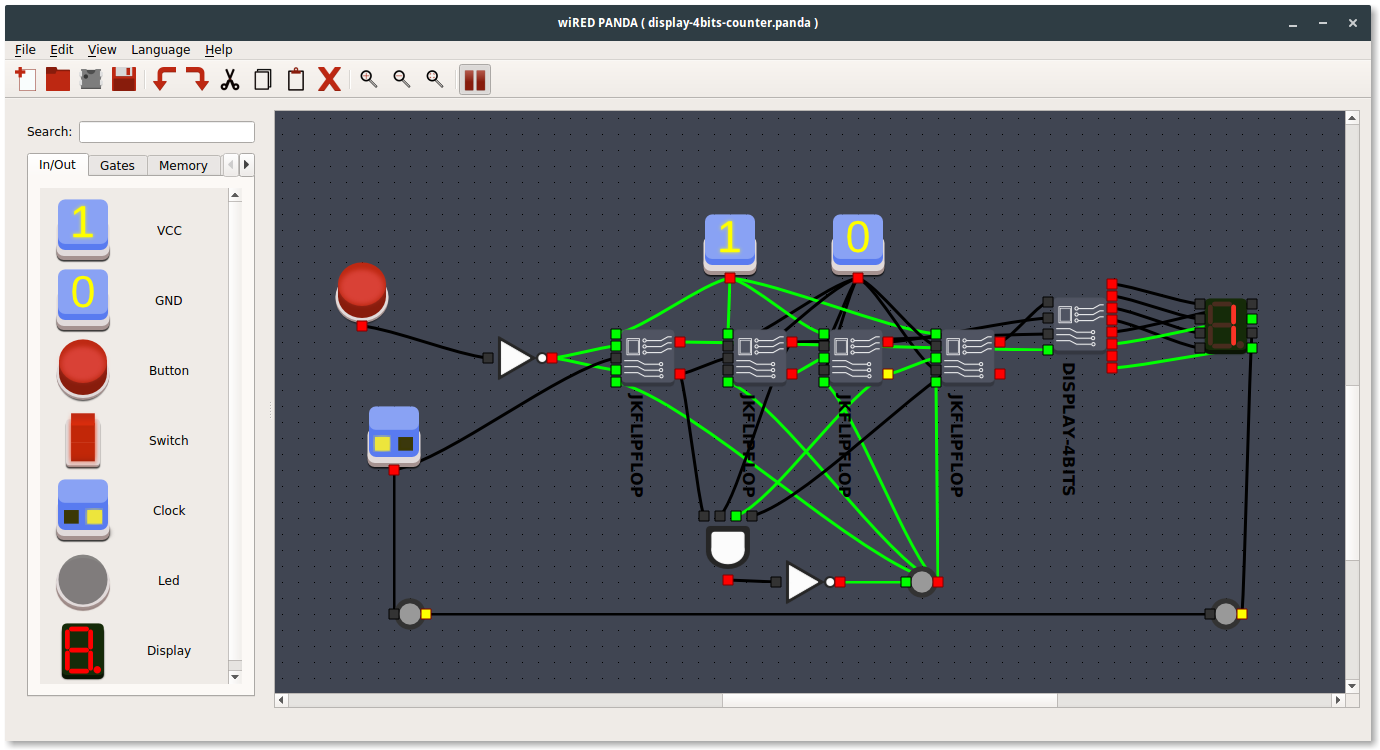 wiRED PANDA ( display-4bits-counter.panda )
File Edit View Language Help
Search:
In/Out Gates Memory
1 VCC
0 GND
Button
Switch
Clock
Led
8. Display
1 0
1
JKFLIPFLOP
JKFLIPFLOP
JKFLIPFLOP
JKFLIPFLOP
DISPLAY-4BITS